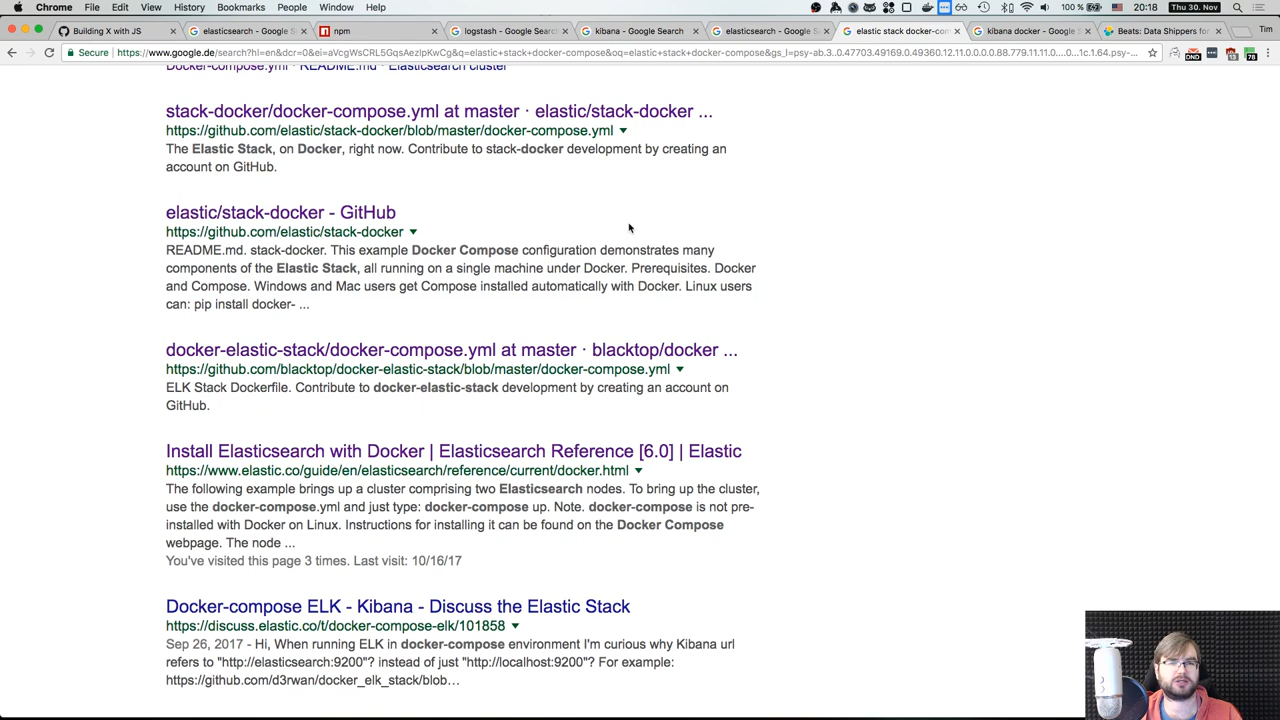 Chrome File Edit View History Bookmarks People Window Help
100 % Thu 30. Nov 20:18
Building X with JS
elasticsearch - Google Sear
npm
logstash - Google Search
kibana - Google Search
elasticsearch - Google Se
elastic stack docker-com
kibana docker - Google S
Beats: Data Shippers for
Tim
Secure https://www.google.de/search?hl=en&dcr=0&ei=aVcgWsCRL5GqsAezlpKwCg&q=elastic+stack+docker-compose&oq=elastic+stack+docker-compose&gs_l=psy-ab.3..0.47703.49169.0.49360.12.11.0.0.0.0.88.779.11.11.0....0...1c.1.64.psy-...
Docker-compose.yml · README.md · Elasticsearch cluster
stack-docker/docker-compose.yml at master · elastic/stack-docker ...
https://github.com/elastic/stack-docker/blob/master/docker-compose.yml
The Elastic Stack, on Docker, right now. Contribute to stack-docker development by creating an
account on GitHub.
elastic/stack-docker - GitHub
https://github.com/elastic/stack-docker
README.md. stack-docker. This example Docker Compose configuration demonstrates many
components of the Elastic Stack, all running on a single machine under Docker. Prerequisites. Docker
and Compose. Windows and Mac users get Compose installed automatically with Docker. Linux users
can: pip install docker- ...
docker-elastic-stack/docker-compose.yml at master · blacktop/docker ...
https://github.com/blacktop/docker-elastic-stack/blob/master/docker-compose.yml
ELK Stack Dockerfile. Contribute to docker-elastic-stack development by creating an account on
GitHub.
Install Elasticsearch with Docker | Elasticsearch Reference [6.0] | Elastic
https://www.elastic.co/guide/en/elasticsearch/reference/current/docker.html
The following example brings up a cluster comprising two Elasticsearch nodes. To bring up the cluster,
use the docker-compose.yml and just type: docker-compose up. Note. docker-compose is not pre-
installed with Docker on Linux. Instructions for installing it can be found on the Docker Compose
webpage. The node ...
You've visited this page 3 times. Last visit: 10/16/17
Docker-compose ELK - Kibana - Discuss the Elastic Stack
https://discuss.elastic.co/t/docker-compose-elk/101858
Sep 26, 2017 - Hi, When running ELK in docker-compose environment I'm curious why Kibana url
refers to "http://elasticsearch:9200"? instead of just "http://localhost:9200"? For example:
https://github.com/d3rwan/docker_elk_stack/blob…